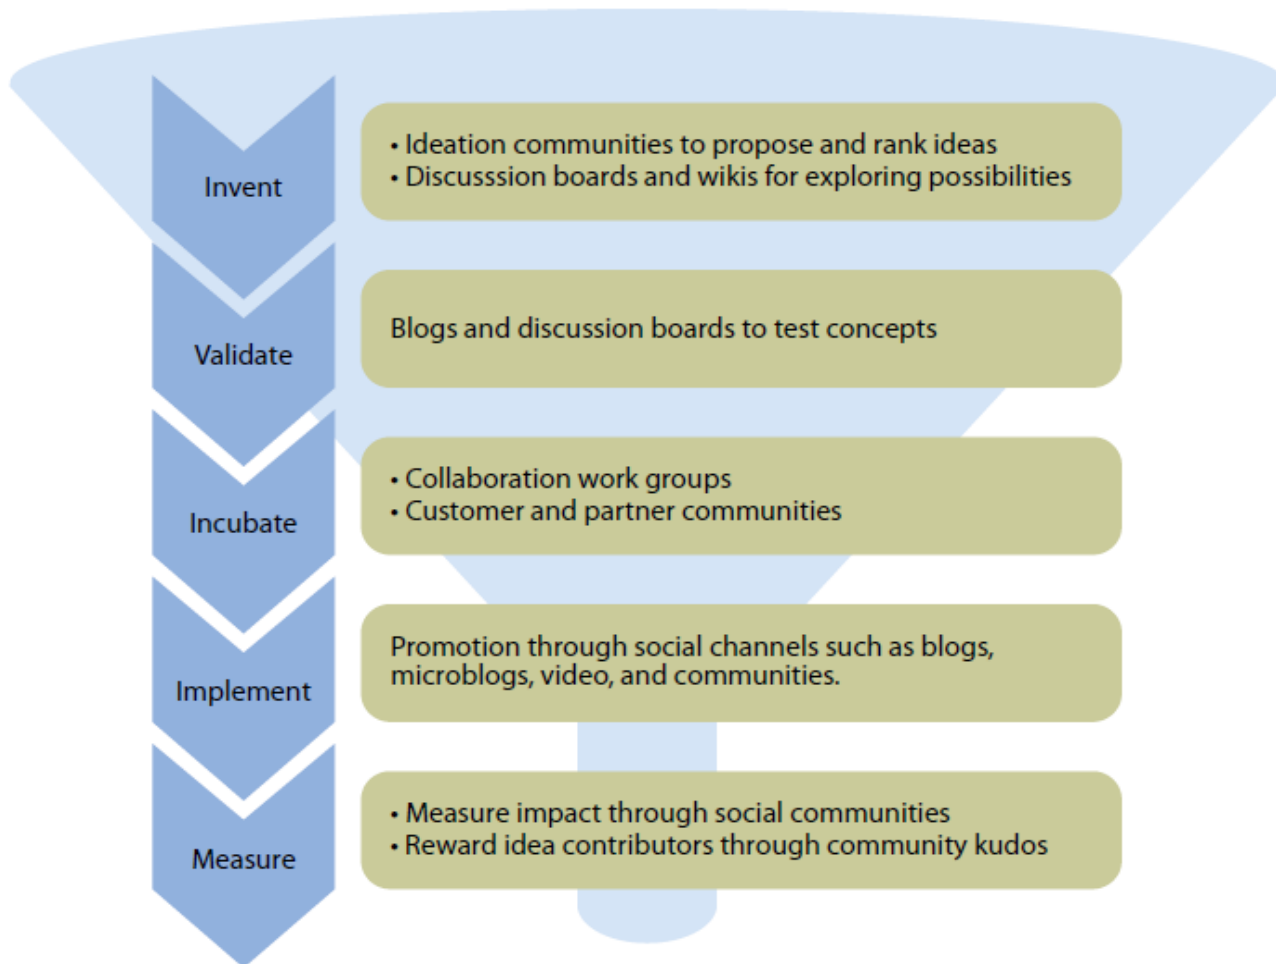 Invent
• Ideation communities to propose and rank ideas
• Discusssion boards and wikis for exploring possibilities
Validate
Blogs and discussion boards to test concepts
Incubate
• Collaboration work groups
• Customer and partner communities
Implement
Promotion through social channels such as blogs,
microblogs, video, and communities.
Measure
• Measure impact through social communities
• Reward idea contributors through community kudos